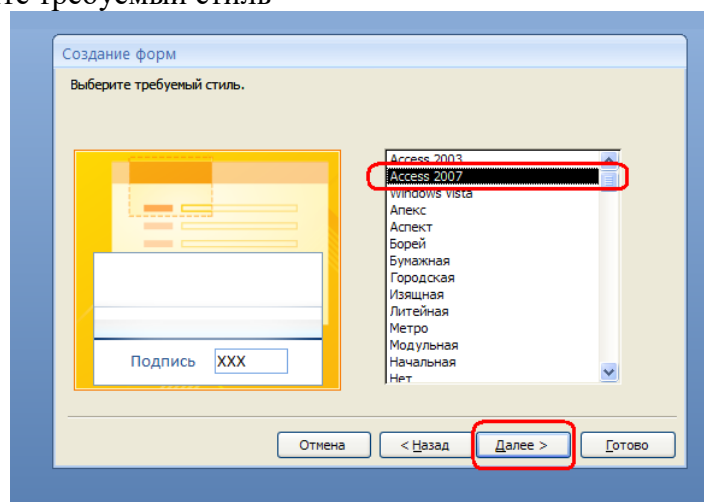 те требуемый стиль
Создание форм
Выберите требуемый стиль.
Access 2003
Access 2007
Windows Vista
Апекс
Аспект
Борей
Бумажная
Городская
Изящная
Литейная
Метро
Модульная
Начальная
Нет
Подпись XXX
Отмена < Назад Далее > Готово